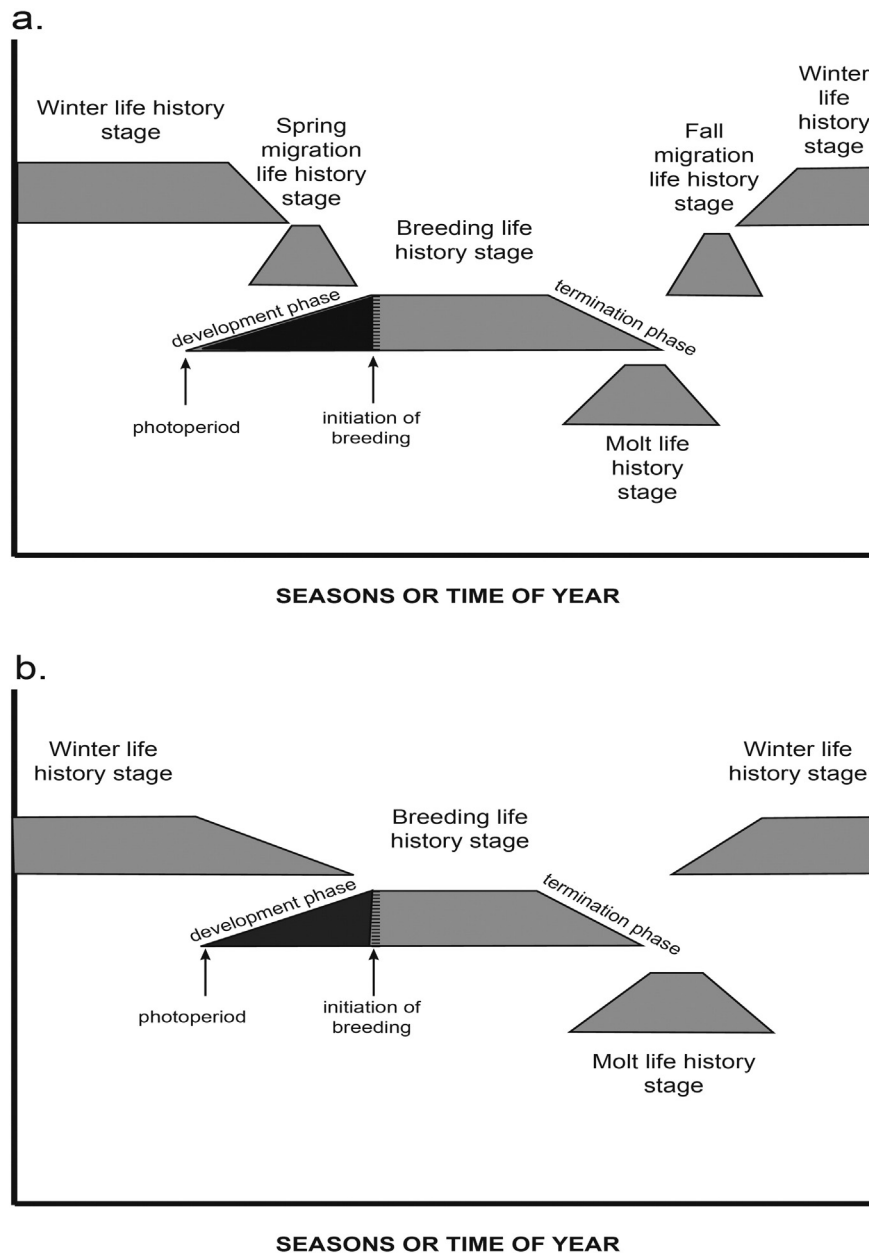 a.
Winter life history
stage
Spring
migration
life history
stage
Breeding life
history stage
Fall
migration
life history
stage
Winter
life
history
stage
development phase
termination phase
photoperiod
initiation of
breeding
Molt life
history
stage
SEASONS OR TIME OF YEAR
b.
Winter life
history stage
Breeding life
history stage
Winter life
history stage
development phase
termination phase
photoperiod
initiation of
breeding
Molt life history
stage
SEASONS OR TIME OF YEAR